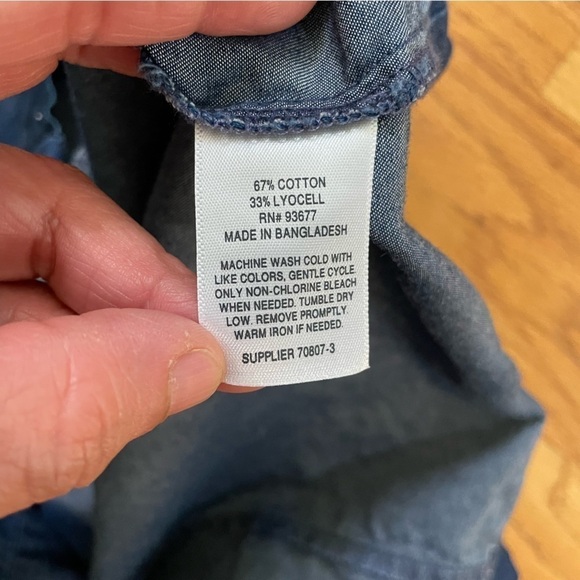 67% COTTON
33% LYOCELL
RN# 93677
MADE IN BANGLADESH
MACHINE WASH COLD WITH
LIKE COLORS, GENTLE CYCLE.
ONLY NON-CHLORINE BLEACH
WHEN NEEDED. TUMBLE DRY
LOW. REMOVE PROMPTLY.
WARM IRON IF NEEDED.
SUPPLIER 70807-3